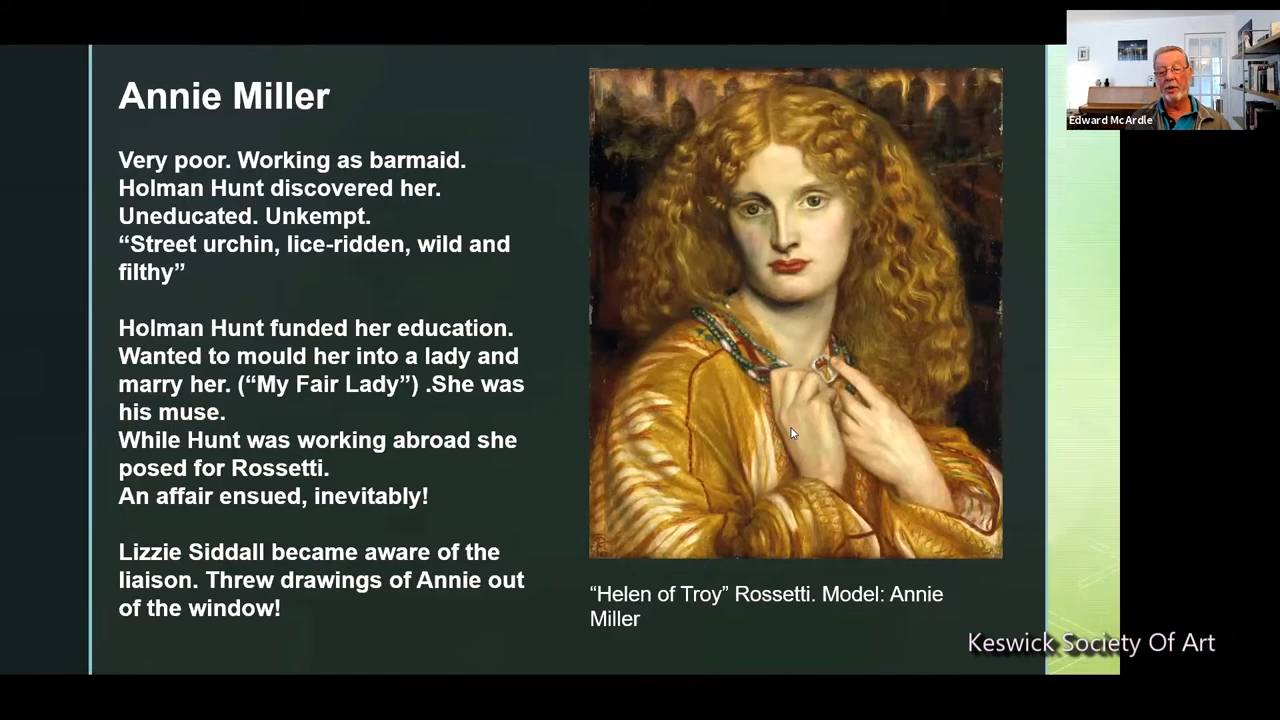 Annie Miller
Very poor. Working as barmaid.
Holman Hunt discovered her.
Uneducated. Unkempt.
“Street urchin, lice-ridden, wild and
filthy”
Holman Hunt funded her education.
Wanted to mould her into a lady and
marry her. (“My Fair Lady”) .She was
his muse.
While Hunt was working abroad she
posed for Rossetti.
An affair ensued, inevitably!
Lizzie Siddall became aware of the
liaison. Threw drawings of Annie out
of the window!
“Helen of Troy” Rossetti. Model: Annie
Miller
Edward McArdle
Keswick Society Of Art